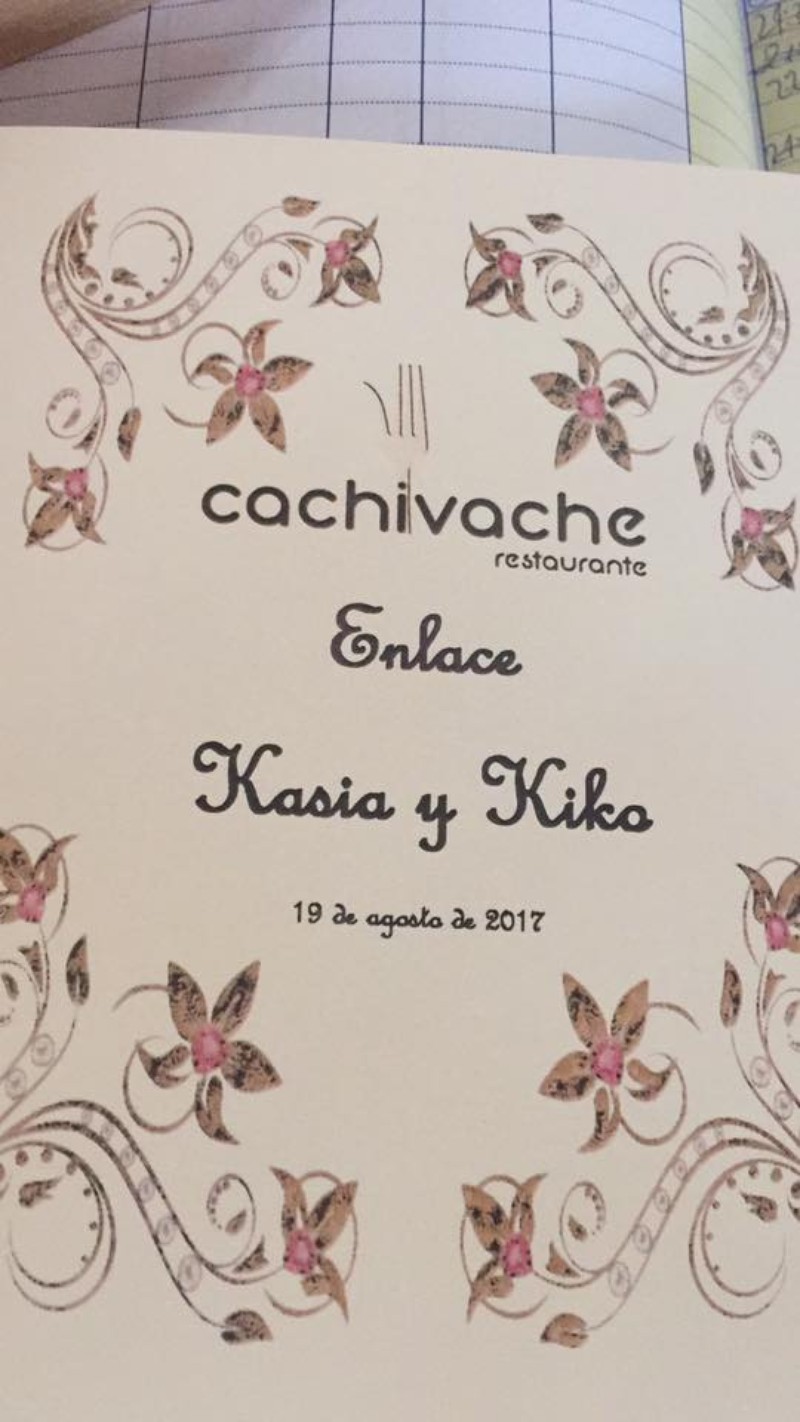 cachivache
restaurante
Enlace
Kasia y Kiko
19 de agosto de 2017